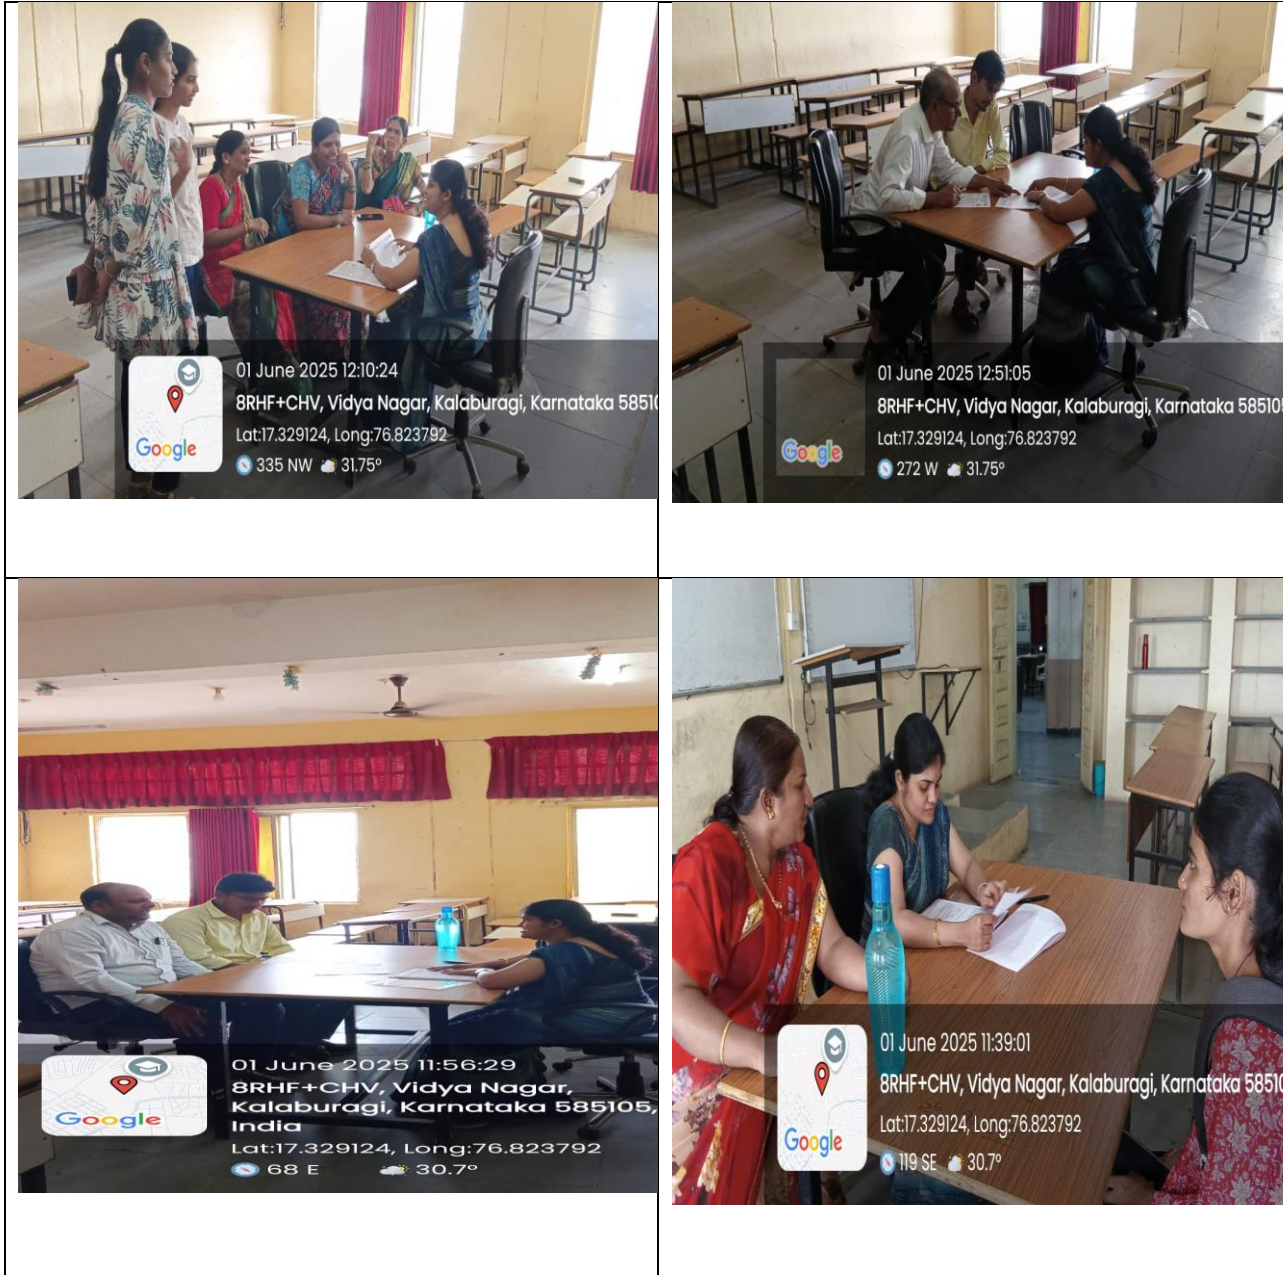 01 June 2025 12:10:24
8RHF+CHV, Vidya Nagar, Kalaburagi, Karnataka 58510
Lat:17.329124, Long:76.823792
335 NW 31.75°
Google
01 June 2025 12:51:05
8RHF+CHV, Vidya Nagar, Kalaburagi, Karnataka 585105
Lat:17.329124, Long:76.823792
272 W 31.75°
Google
01 June 2025 11:56:29
8RHF+CHV, Vidya Nagar,
Kalaburagi, Karnataka 585105,
India
Lat:17.329124, Long:76.823792
68 E 30.7°
Google
01 June 2025 11:39:01
8RHF+CHV, Vidya Nagar, Kalaburagi, Karnataka 58510
Lat:17.329124, Long:76.823792
119 SE 30.7°
Google